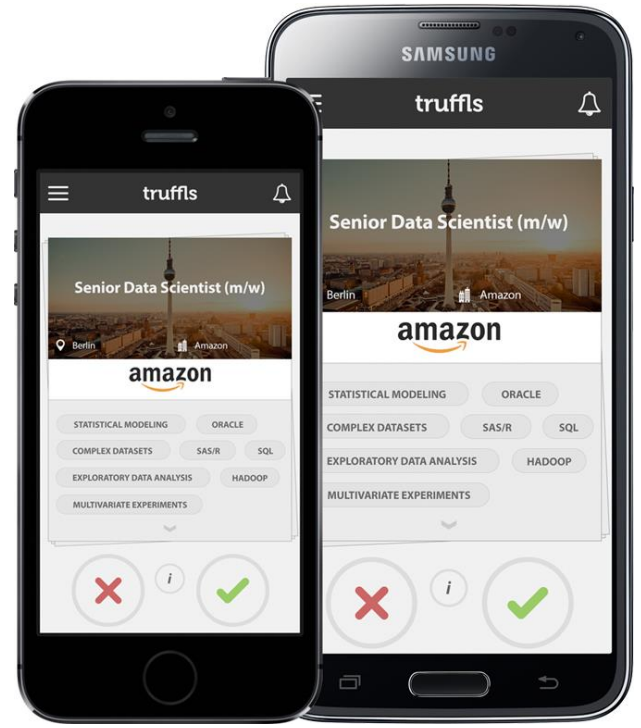 truffls
Senior Data Scientist (m/w)
Berlin
Amazon
amazon
STATISTICAL MODELING
ORACLE
COMPLEX DATASETS
SAS/R
SQL
EXPLORATORY DATA ANALYSIS
HADOOP
MULTIVARIATE EXPERIMENTS
i
SAMSUNG
truffls
Senior Data Scientist (m/w)
Berlin
Amazon
amazon
STATISTICAL MODELING
ORACLE
COMPLEX DATASETS
SAS/R
SQL
EXPLORATORY DATA ANALYSIS
HADOOP
MULTIVARIATE EXPERIMENTS
i